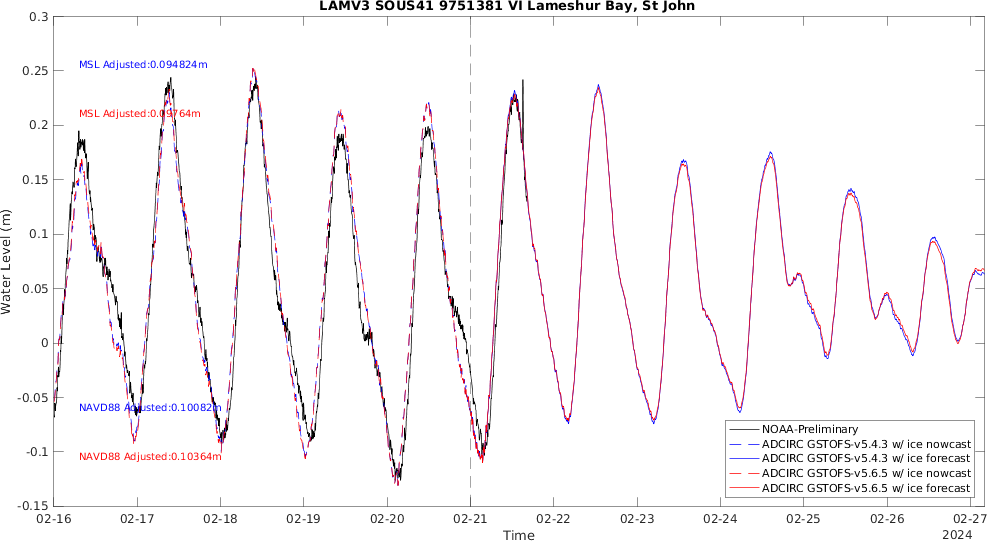 LAMV3 SOUS41 9751381 VI Lameshur Bay, St John
0.3
0.25
0.2
0.15
0.1
0.05
0
-0.05
-0.1
-0.15
Water Level (m)
MSL Adjusted:0.094824m
MSL Adjusted:0.09764m
NAVD88 Adjusted:0.10082m
NAVD88 Adjusted:0.10364m
NOAA-Preliminary
ADCIRC GSTOFS-v5.4.3 w/ ice nowcast
ADCIRC GSTOFS-v5.4.3 w/ ice forecast
ADCIRC GSTOFS-v5.6.5 w/ ice nowcast
ADCIRC GSTOFS-v5.6.5 w/ ice forecast
02-16 02-17 02-18 02-19 02-20 02-21 02-22 02-23 02-24 02-25 02-26 02-27
Time
2024